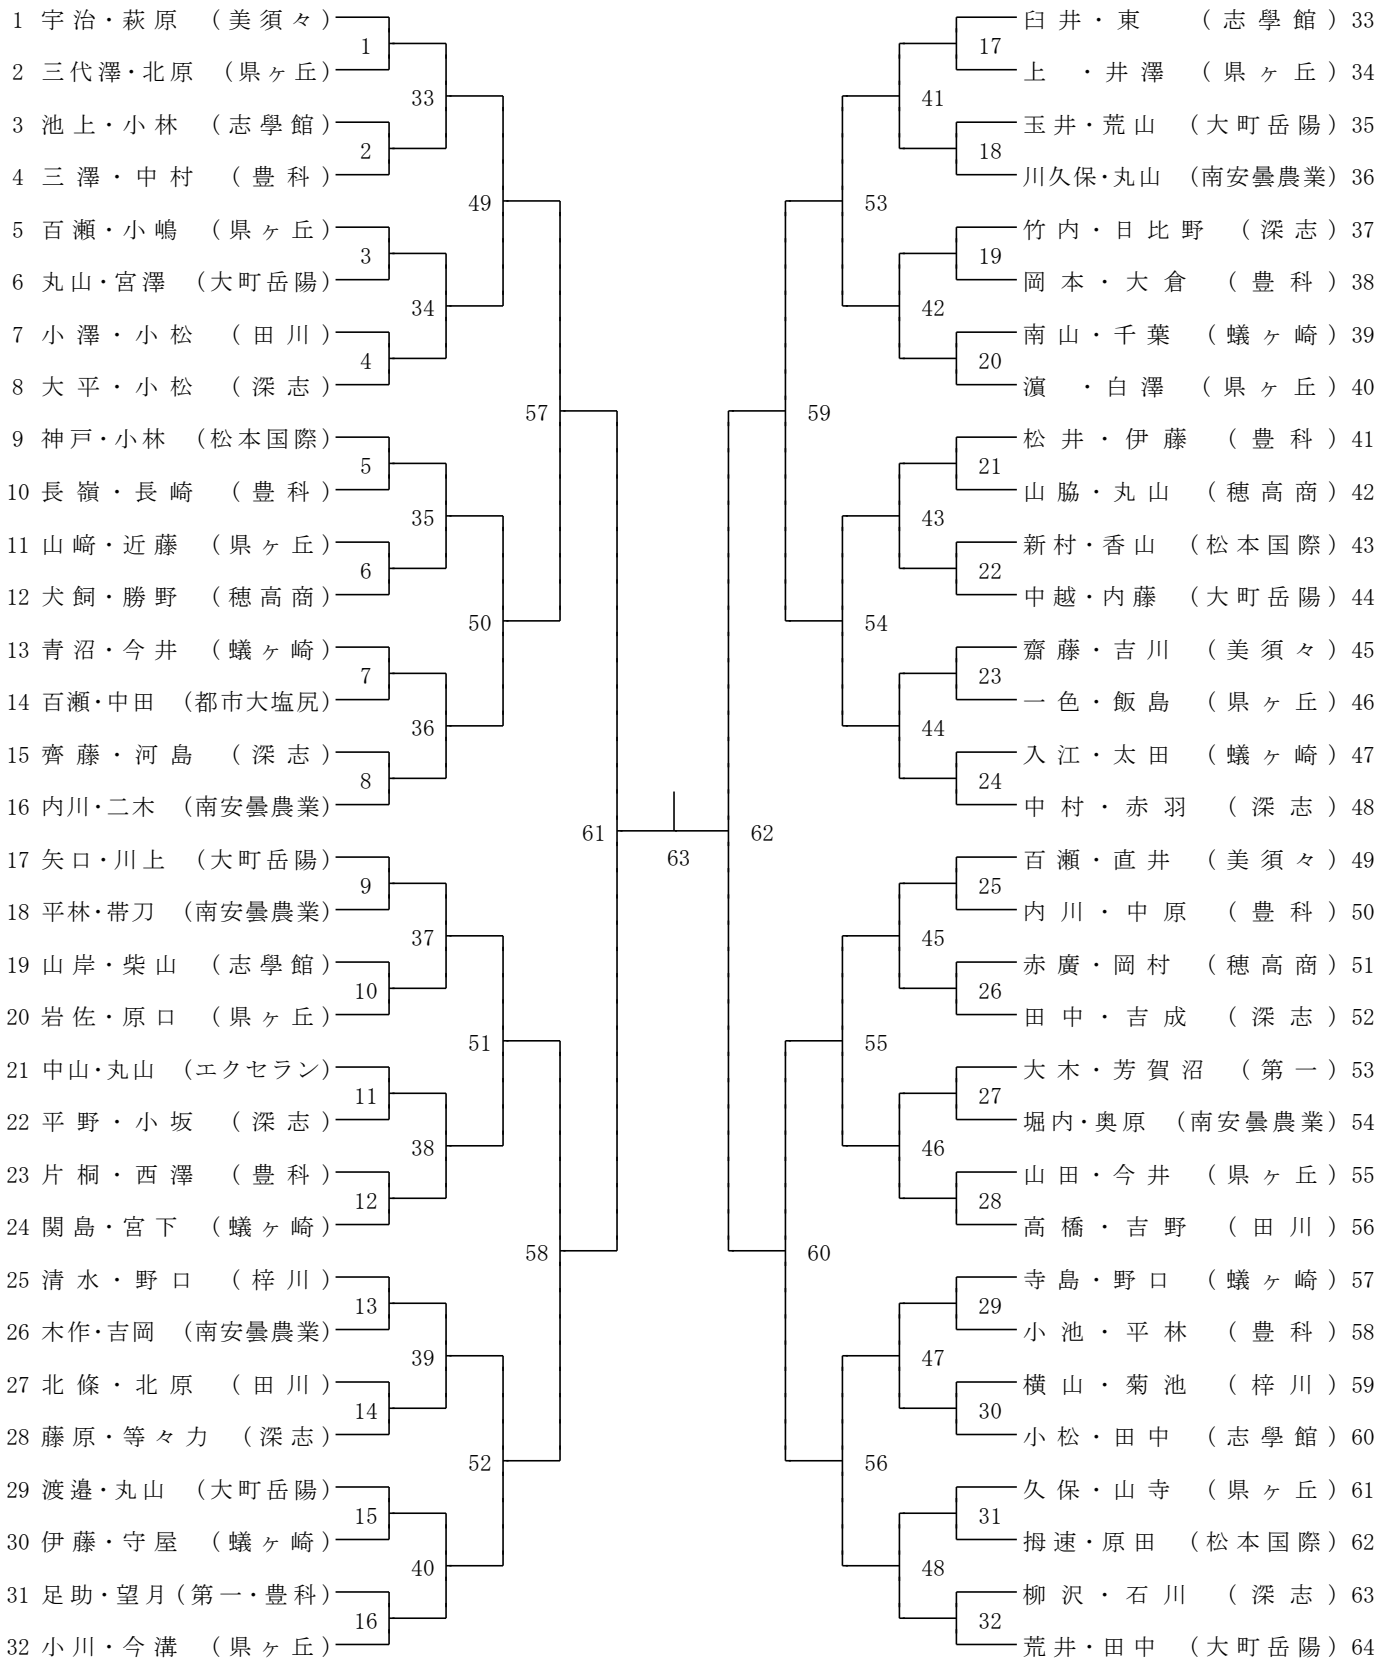 1 宇治・萩原 (美須々)
1
2 三代澤・北原 (県ヶ丘)
33
3 池上・小林 (志學館)
2
4 三澤・中村 (豊科)
49
5 百瀬・小嶋 (県ヶ丘)
3
6 丸山・宮澤 (大町岳陽)
34
7 小澤・小松 (田川)
4
8 大平・小松 (深志)
57
9 神戸・小林 (松本国際)
5
10 長嶺・長崎 (豊科)
35
11 山﨑・近藤 (県ヶ丘)
6
12 犬飼・勝野 (穂高商)
50
13 青沼・今井 (蟻ヶ崎)
7
14 百瀬・中田 (都市大塩尻)
36
15 齊藤・河島 (深志)
8
16 内川・二木 (南安曇農業)
61
63
17 矢口・川上 (大町岳陽)
9
18 平林・帯刀 (南安曇農業)
37
19 山岸・柴山 (志學館)
10
20 岩佐・原口 (県ヶ丘)
51
21 中山・丸山 (エクセラン)
11
22 平野・小坂 (深志)
38
23 片桐・西澤 (豊科)
12
24 関島・宮下 (蟻ヶ崎)
58
25 清水・野口 (梓川)
13
26 木作・吉岡 (南安曇農業)
39
27 北條・北原 (田川)
14
28 藤原・等々力 (深志)
52
29 渡邉・丸山 (大町岳陽)
15
30 伊藤・守屋 (蟻ヶ崎)
40
31 足助・望月(第一・豊科)
16
32 小川・今溝 (県ヶ丘)
臼井・東 (志學館) 33
17
上 ・井澤 (県ヶ丘) 34
41
玉井・荒山 (大町岳陽) 35
18
川久保・丸山 (南安曇農業) 36
53
竹内・日比野 (深志) 37
19
岡本・大倉 (豊科) 38
42
南山・千葉 (蟻ヶ崎) 39
20
濵 ・白澤 (県ヶ丘) 40
59
松井・伊藤 (豊科) 41
21
山脇・丸山 (穂高商) 42
43
新村・香山 (松本国際) 43
22
中越・内藤 (大町岳陽) 44
54
齋藤・吉川 (美須々) 45
23
一色・飯島 (県ヶ丘) 46
44
入江・太田 (蟻ヶ崎) 47
24
中村・赤羽 (深志) 48
62
百瀬・直井 (美須々) 49
25
内川・中原 (豊科) 50
45
赤廣・岡村 (穂高商) 51
26
田中・吉成 (深志) 52
55
大木・芳賀沼 (第一) 53
27
堀内・奥原 (南安曇農業) 54
46
山田・今井 (県ヶ丘) 55
28
高橋・吉野 (田川) 56
60
寺島・野口 (蟻ヶ崎) 57
29
小池・平林 (豊科) 58
47
横山・菊池 (梓川) 59
30
小松・田中 (志學館) 60
56
久保・山寺 (県ヶ丘) 61
31
拇速・原田 (松本国際) 62
48
柳沢・石川 (深志) 63
32
荒井・田中 (大町岳陽) 64